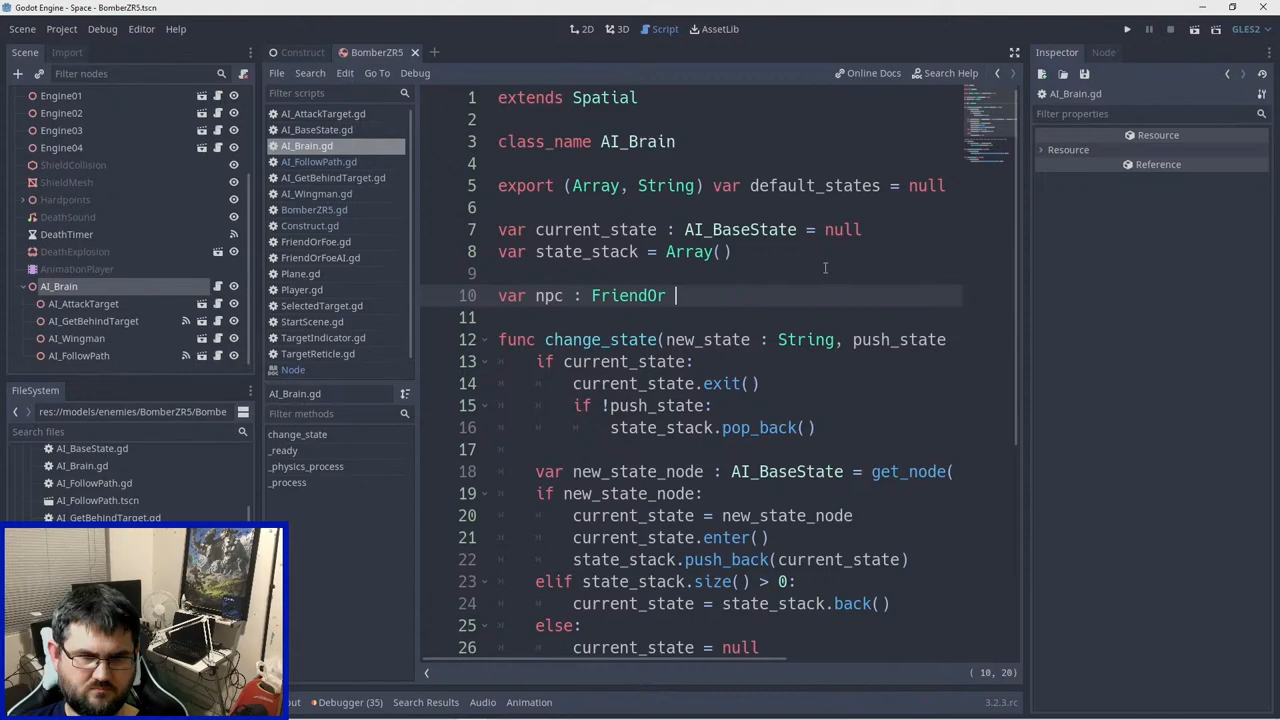 Godot Engine - Space - BomberZR5.tscn
Scene Project Debug Editor Help
2D 3D Script AssetLib
GLES2
Scene Import
Filter nodes
Engine01
Engine02
Engine03
Engine04
ShieldCollision
ShieldMesh
Hardpoints
DeathSound
DeathTimer
DeathExplosion
AnimationPlayer
AI_Brain
AI_AttackTarget
AI_GetBehindTarget
AI_Wingman
AI_FollowPath
FileSystem
res://models/enemies/BomberZR5/Bombe
Search files
AI_BaseState.gd
AI_Brain.gd
AI_FollowPath.gd
AI_FollowPath.tscn
AI_GetBehindTarget.gd
Construct BomberZR5
File Search Edit Go To Debug
Online Docs Search Help
Filter scripts
AI_AttackTarget.gd
AI_BaseState.gd
AI_Brain.gd
AI_FollowPath.gd
AI_GetBehindTarget.gd
AI_Wingman.gd
BomberZR5.gd
Construct.gd
FriendOrFoe.gd
FriendOrFoeAI.gd
Plane.gd
Player.gd
SelectedTarget.gd
StartScene.gd
TargetIndicator.gd
TargetReticle.gd
Node
AI_Brain.gd
Filter methods
change_state
_ready
_physics_process
_process
1 extends Spatial
2
3 class_name AI_Brain
4
5 export (Array, String) var default_states = null
6
7 var current_state : AI_BaseState = null
8 var state_stack = Array()
9
10 var npc : FriendOr
11
12 func change_state(new_state : String, push_state
13 if current_state:
14 current_state.exit()
15 if !push_state:
16 state_stack.pop_back()
17
18 var new_state_node : AI_BaseState = get_node(
19 if new_state_node:
20 current_state = new_state_node
21 current_state.enter()
22 state_stack.push_back(current_state)
23 elif state_stack.size() > 0:
24 current_state = state_stack.back()
25 else:
26 current_state = null
( 10, 20)
put Debugger (35) Search Results Audio Animation
3.2.3.rc
Inspector Node
AI_Brain.gd
Filter properties
Resource
Resource
Reference